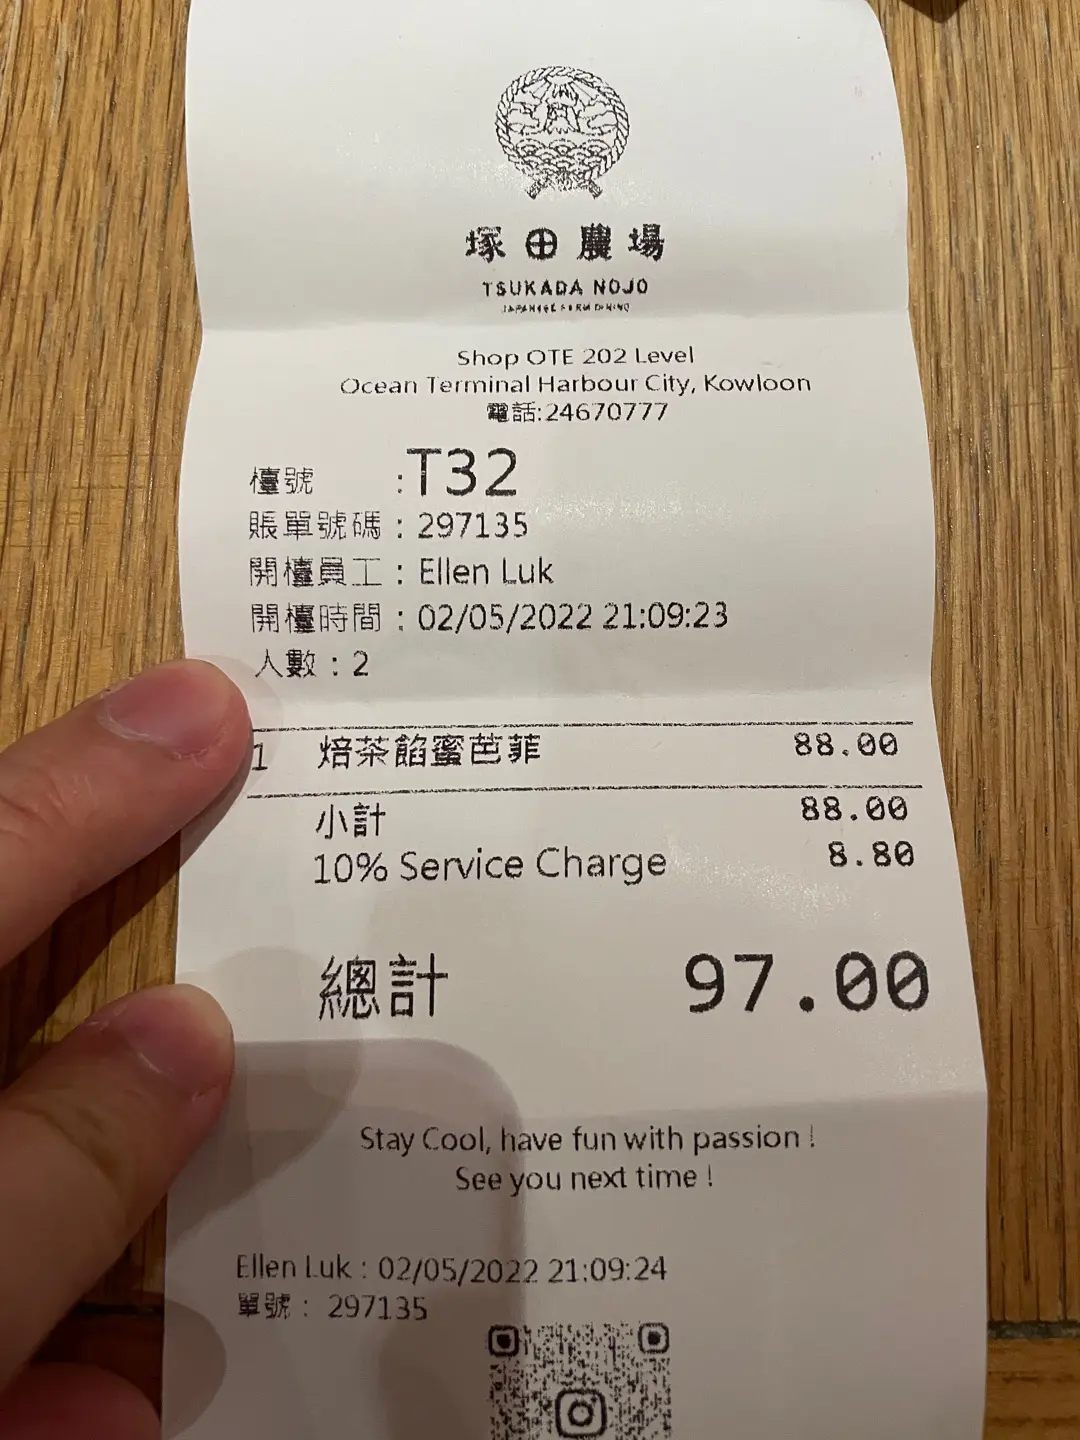 塚田農場
TSUKADA NOJO
JAPANESE FARM DINING
Shop OTE 202 Level
Ocean Terminal Harbour City, Kowloon
電話:24670777
檯號 :T32
賬單號碼 : 297135
開檯員工 : Ellen Luk
開檯時間 : 02/05/2022 21:09:23
人數 : 2
1 焙茶餡蜜芭菲 88.00
小計 88.00
10% Service Charge 8.80
總計 97.00
Stay Cool, have fun with passion !
See you next time !
Ellen Luk : 02/05/2022 21:09:24
單號 : 297135